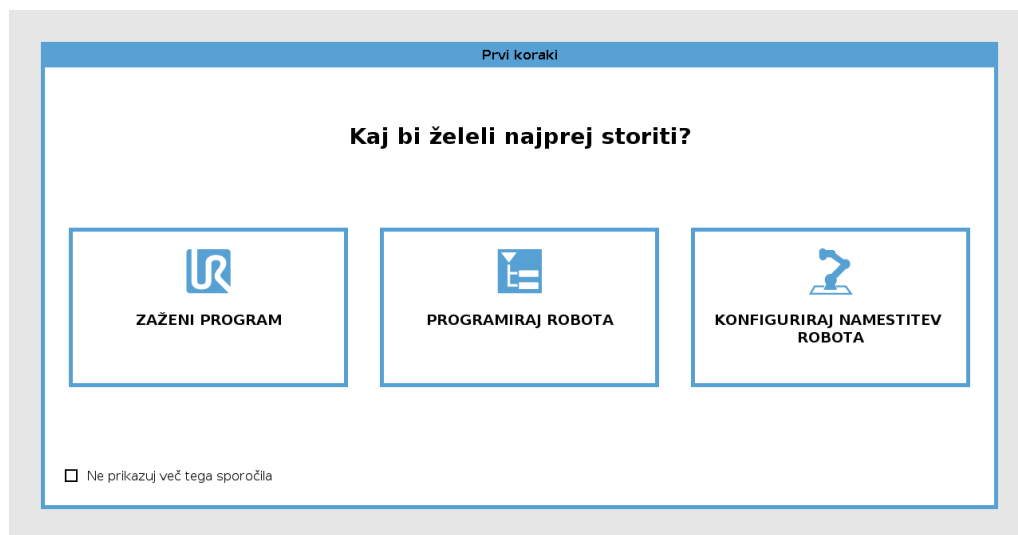 Prvi koraki
Kaj bi želeli najprej storiti?
ZAŽENI PROGRAM
PROGRAMIRAJ ROBOTA
KONFIGURIRAJ NAMESTITEV
ROBOTA
Ne prikazuj več tega sporočila